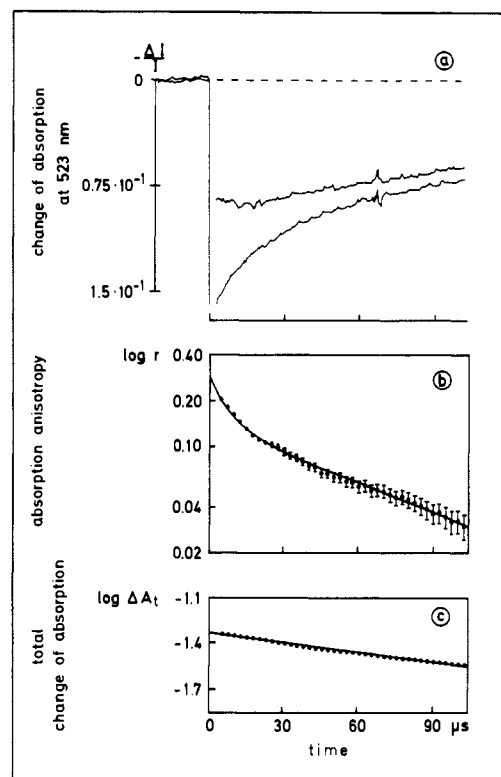 - ΔI
I
a
0
0.75·10⁻¹
1.5·10⁻¹
change of absorption
at 523 nm
log r
b
0.40
0.20
0.10
0.04
0.02
absorption anisotropy
log ΔAt
c
-1.1
-1.4
-1.7
total
change of absorption
0 30 60 90 μs
time